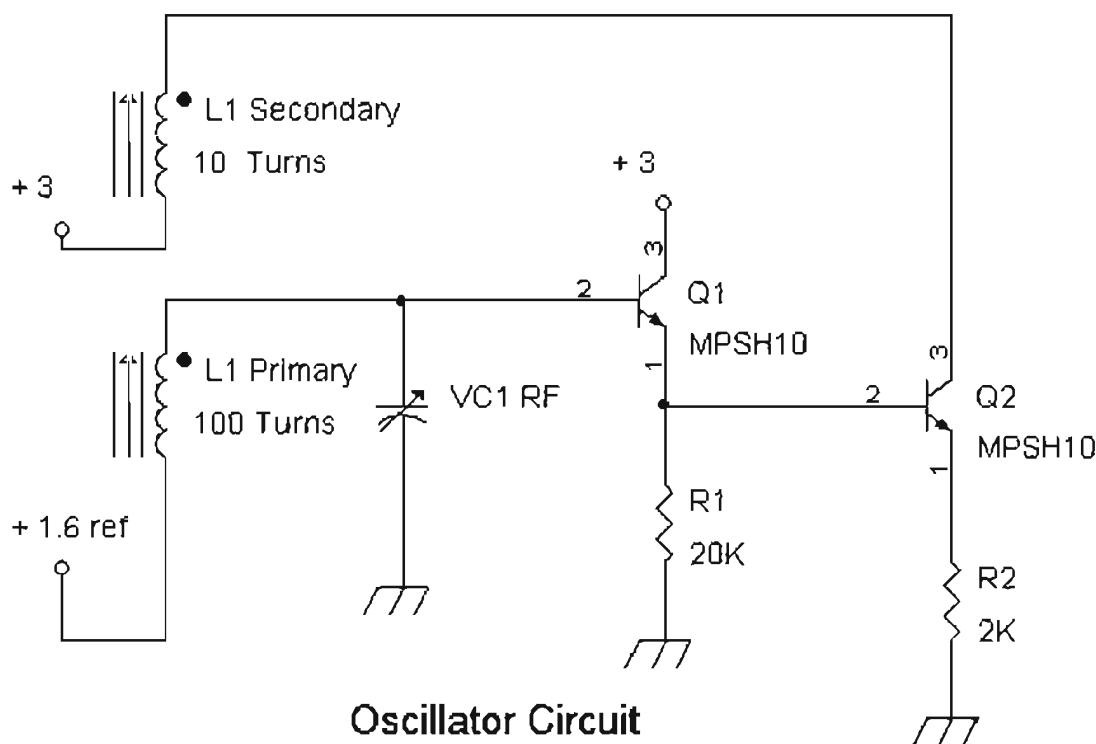 L1 Secondary
10 Turns
+ 3
+ 3
3
2
Q1
MPSH10
1
L1 Primary
100 Turns
VC1 RF
3
2
Q2
MPSH10
1
+ 1.6 ref
R1
20K
R2
2K
Oscillator Circuit